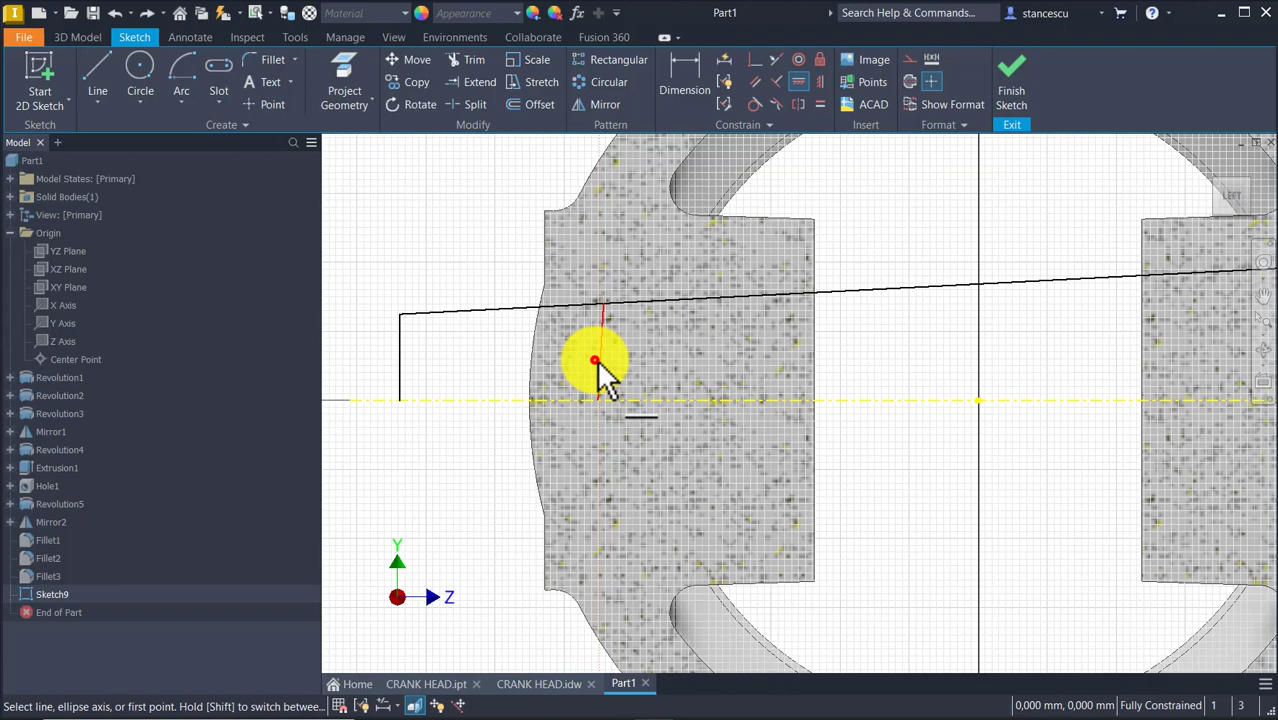 Material
Appearance
Part1
Search Help & Commands...
stancescu
File
3D Model
Sketch
Annotate
Inspect
Tools
Manage
View
Environments
Collaborate
Fusion 360
Start
2D Sketch
Line
Circle
Arc
Slot
Fillet
Text
Point
Project
Geometry
Move
Copy
Rotate
Trim
Extend
Split
Scale
Stretch
Offset
Rectangular
Circular
Mirror
Dimension
Image
Points
ACAD
Show Format
Finish
Sketch
Sketch
Create
Modify
Pattern
Constrain
Insert
Format
Exit
Model
Part1
Model States: [Primary]
Solid Bodies(1)
View: [Primary]
Origin
YZ Plane
XZ Plane
XY Plane
X Axis
Y Axis
Z Axis
Center Point
Revolution1
Revolution2
Revolution3
Mirror1
Revolution4
Extrusion1
Hole1
Revolution5
Mirror2
Fillet1
Fillet2
Fillet3
Sketch9
End of Part
LEFT
Y
Z
Home
CRANK HEAD.ipt
CRANK HEAD.idw
Part1
Select line, ellipse axis, or first point. Hold [Shift] to switch betwee...
0,000 mm, 0,000 mm
Fully Constrained
1
3